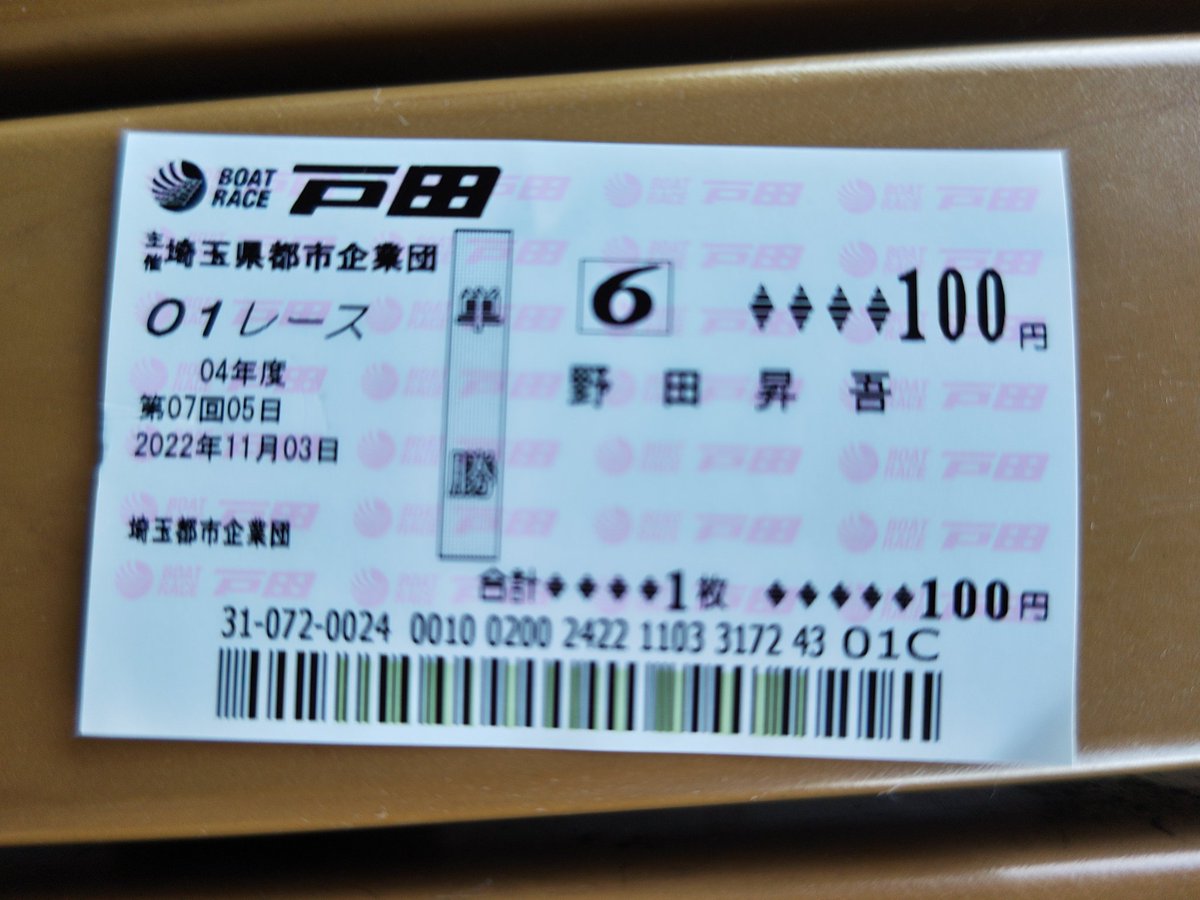 BOAT RACE 戸田
主催 埼玉県都市企業団
01レース
04年度
第07回05日
2022年11月03日
埼玉都市企業団
単勝
6 ♦♦♦♦100円
野田昇吾
合計♦♦♦♦1枚 ♦♦♦♦♦100円
31-072-0024 0010 0200 2422 1103 3172 43 01C